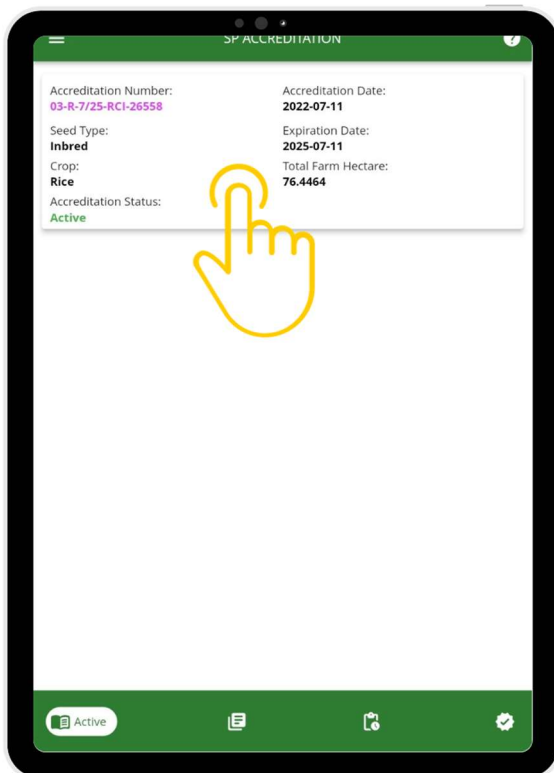 SP ACCREDITATION
?
Accreditation Number:
03-R-7/25-RCI-26558
Accreditation Date:
2022-07-11
Seed Type:
Inbred
Expiration Date:
2025-07-11
Crop:
Rice
Total Farm Hectare:
76.4464
Accreditation Status:
Active
Active